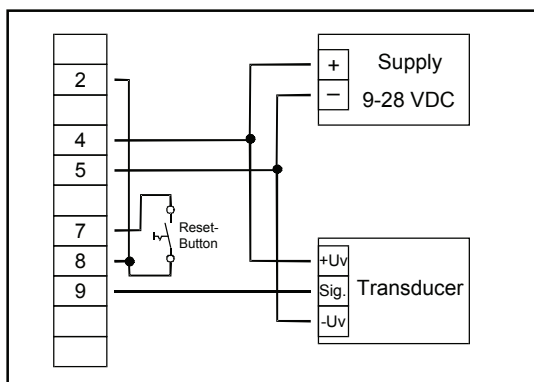 2
4
5
7
8
9
+ Supply
− 9-28 VDC
Reset-
Button
+Uv
Sig. Transducer
-Uv